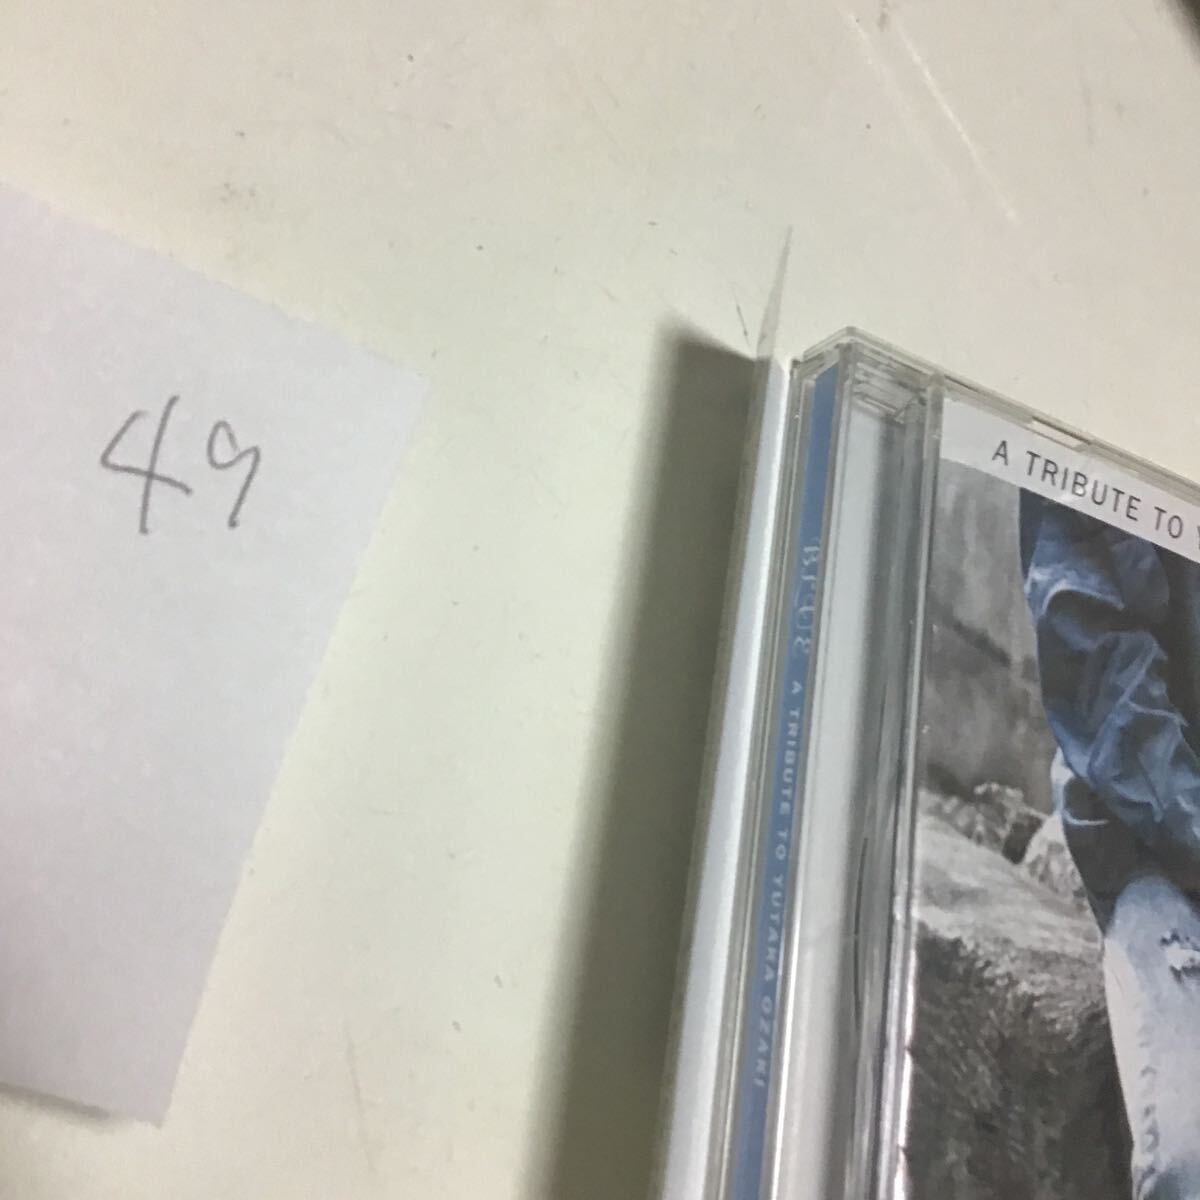 49
A TRIBUTE TO Y
BLUE A TRIBUTE TO YUTAKA OZAKI